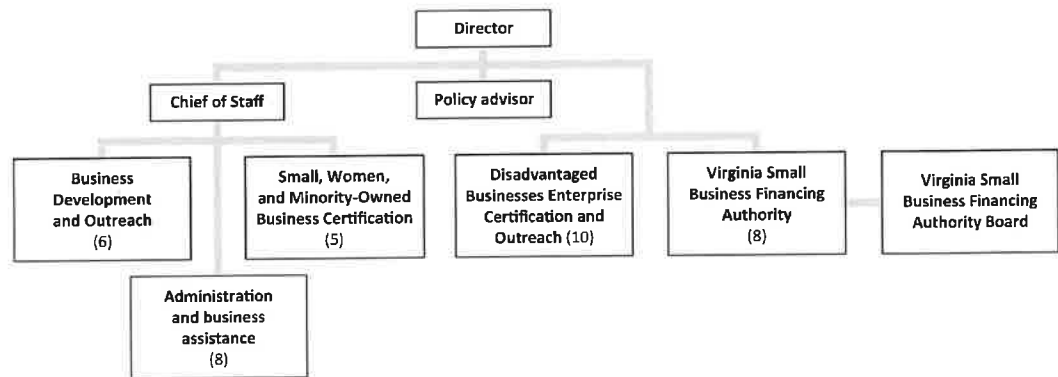 Director
Chief of Staff
Policy advisor
Business
Development
and Outreach
(6)
Small, Women,
and Minority-Owned
Business Certification
(5)
Disadvantaged
Businesses Enterprise
Certification and
Outreach (10)
Virginia Small
Business Financing
Authority
(8)
Virginia Small
Business Financing
Authority Board
Administration
and business
assistance
(8)